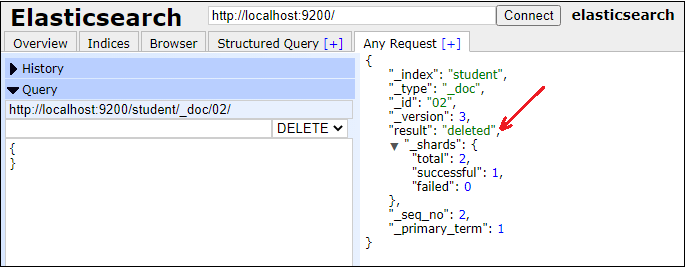 Elasticsearch
http://localhost:9200/
Connect
elasticsearch
Overview
Indices
Browser
Structured Query [+]
Any Request [+]
History
Query
http://localhost:9200/student/_doc/02/
DELETE
{
}
{
"_index": "student",
"_type": "_doc",
"_id": "02",
"_version": 3,
"result": "deleted",
"_shards": {
"total": 2,
"successful": 1,
"failed": 0
},
"_seq_no": 2,
"_primary_term": 1
}